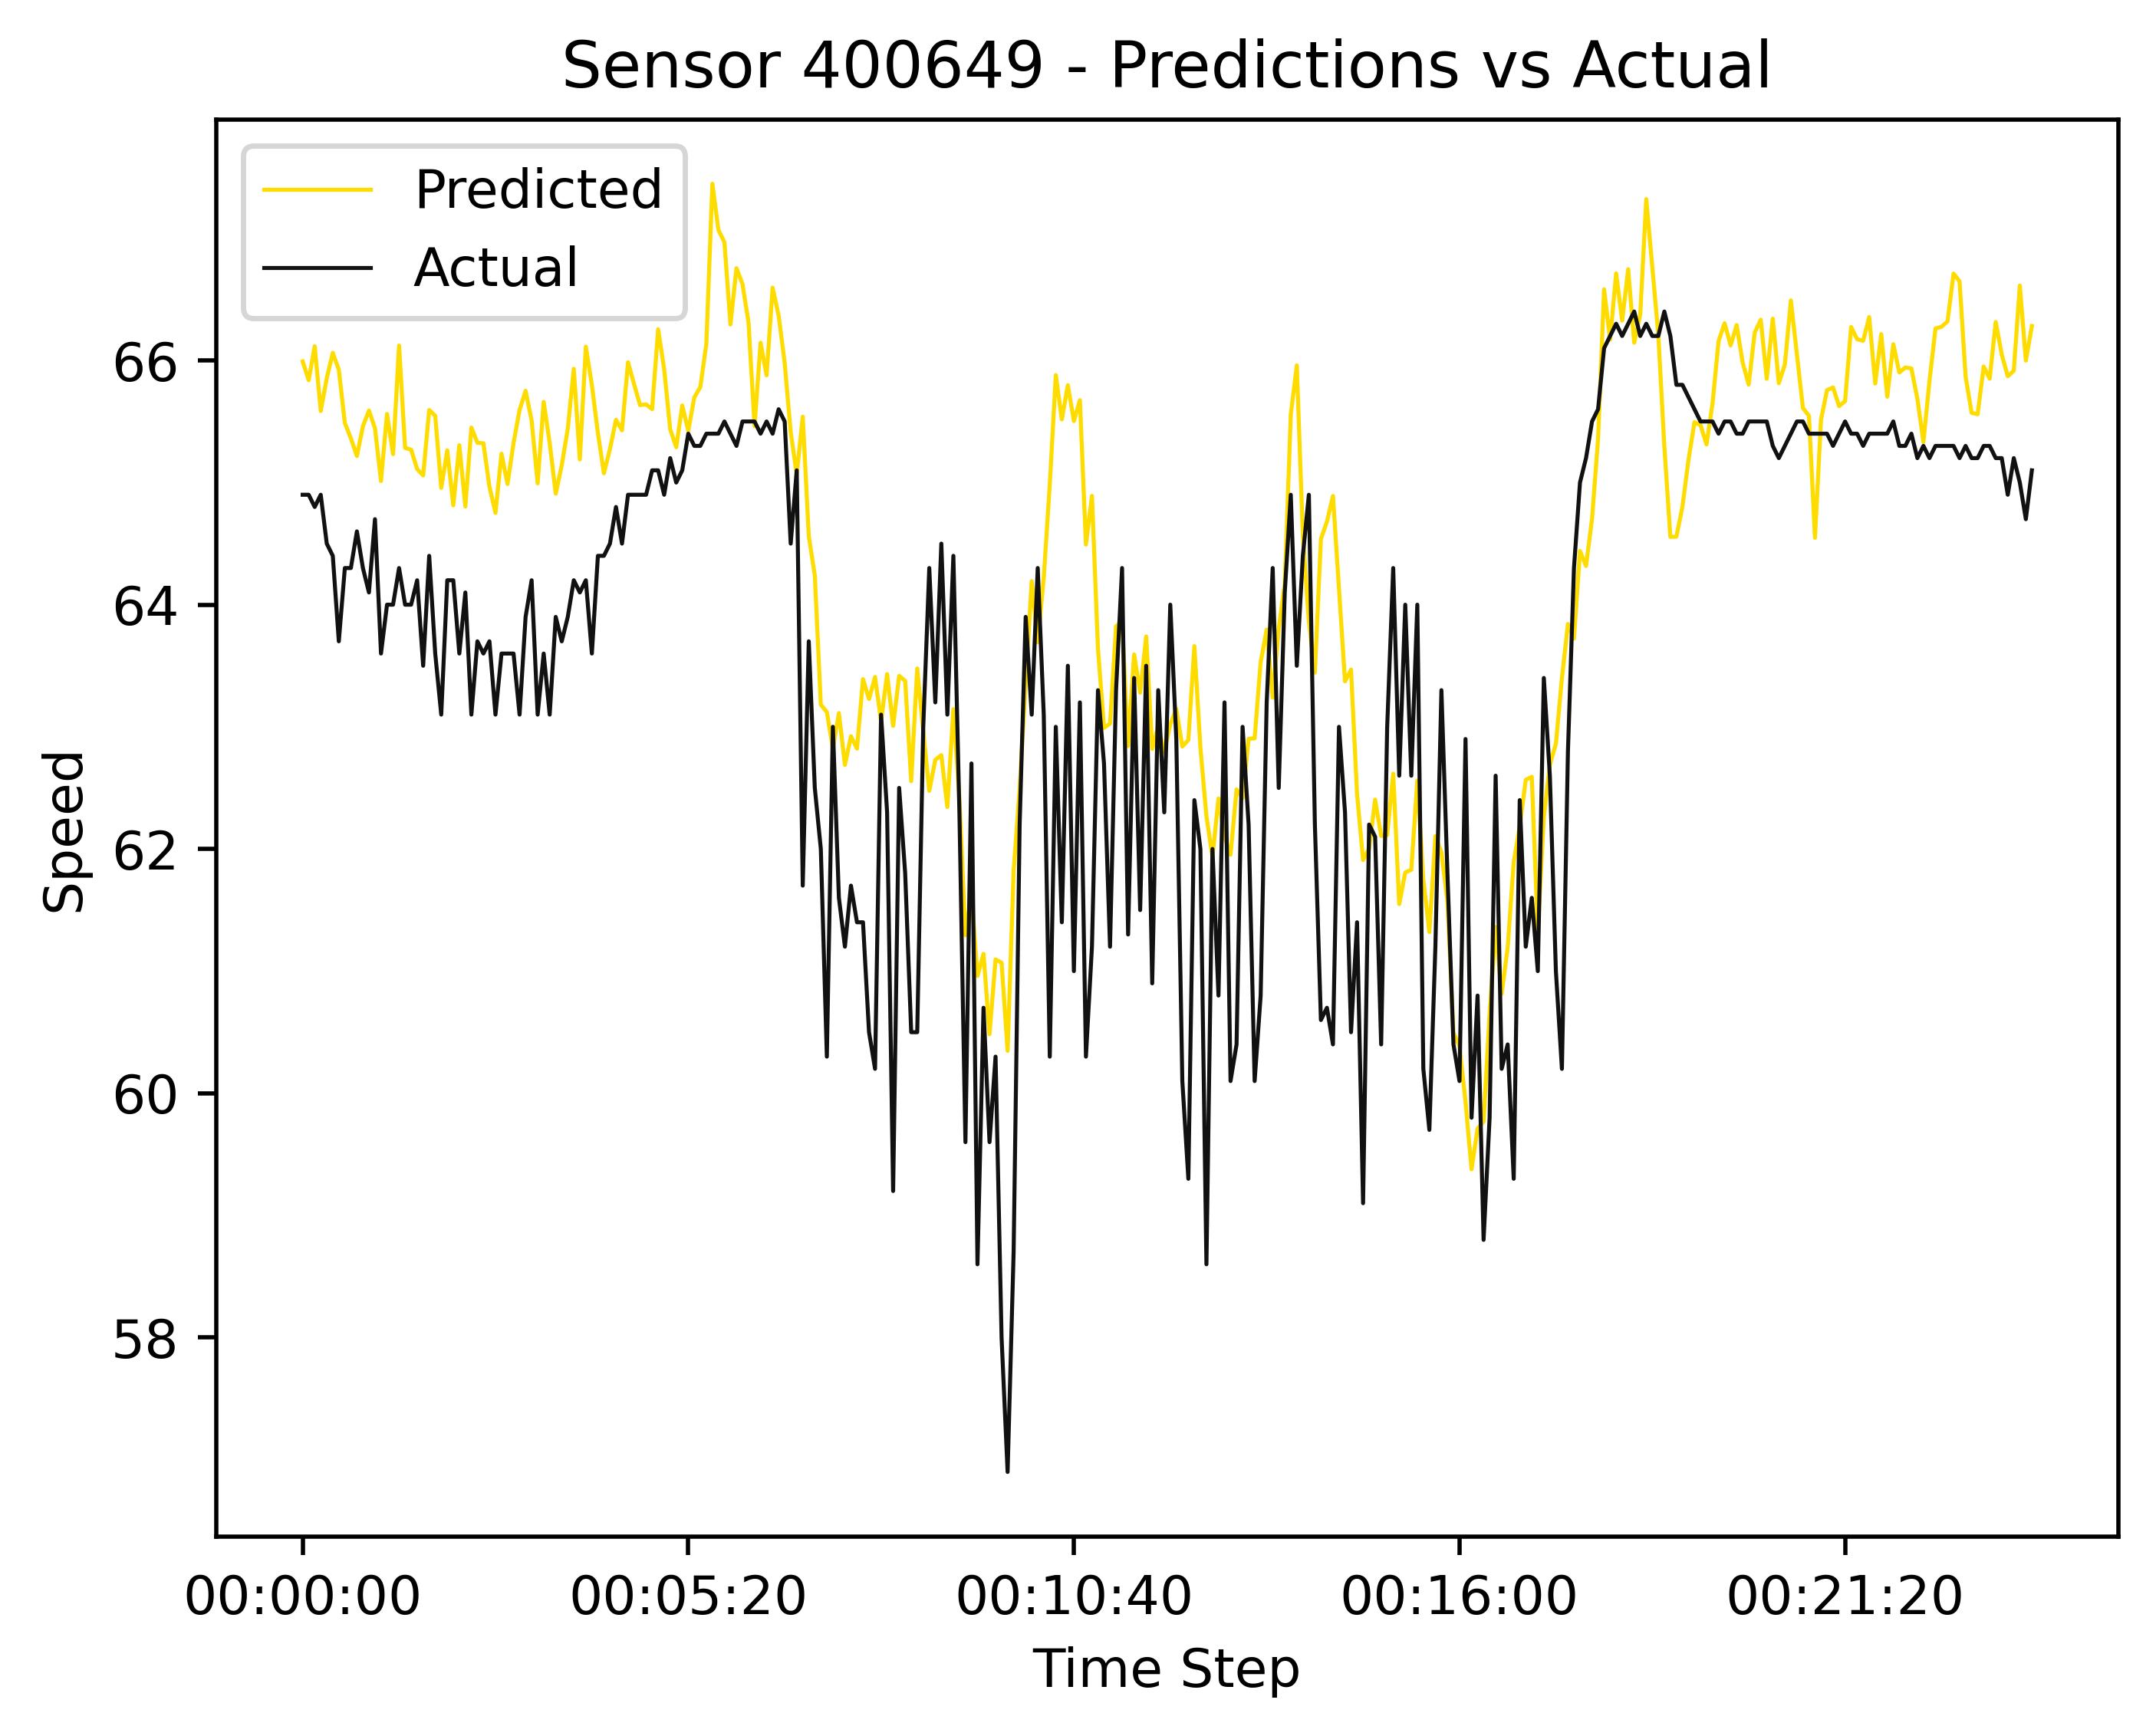 Sensor 400649 - Predictions vs Actual
Predicted
Actual
66
64
62
60
58
Speed
00:00:00 00:05:20 00:10:40 00:16:00 00:21:20
Time Step